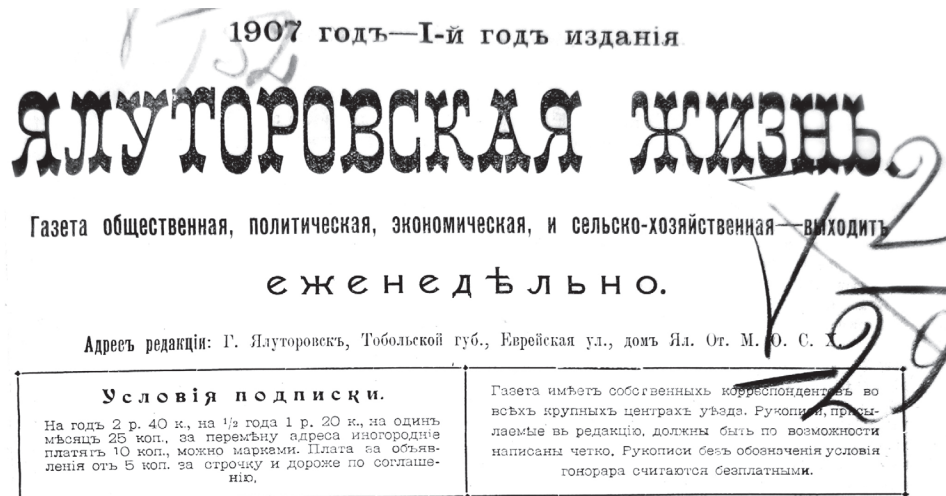 1907 годъ—I-й годъ изданія
ЯЛУТОРОВСКАЯ ЖИЗНЬ.
Газета общественная, политическая, экономическая, и сельско-хозяйственная—выходитъ
еженедѣльно.
Адресъ редакціи: Г. Ялуторовскъ, Тобольской губ., Еврейская ул., домъ Ял. От. М. О. С. Х.
Условія подписки.
На годъ 2 р. 40 к., на 1/2 года 1 р. 20 к., на одинъ
мѣсяцъ 25 коп., за перемѣну адреса иногородніе
платятъ 10 коп., можно марками. Плата за объяв-
ленія отъ 5 коп. за строчку и дороже по соглаше-
нію.
Газета имѣетъ собственныхъ корреспондентовъ во
всѣхъ крупныхъ центрахъ уѣзда. Рукописи, присы-
лаемые въ редакцію, должны быть по возможности
написаны четко. Рукописи безъ обозначенія условія
гонорара считаются безплатными.